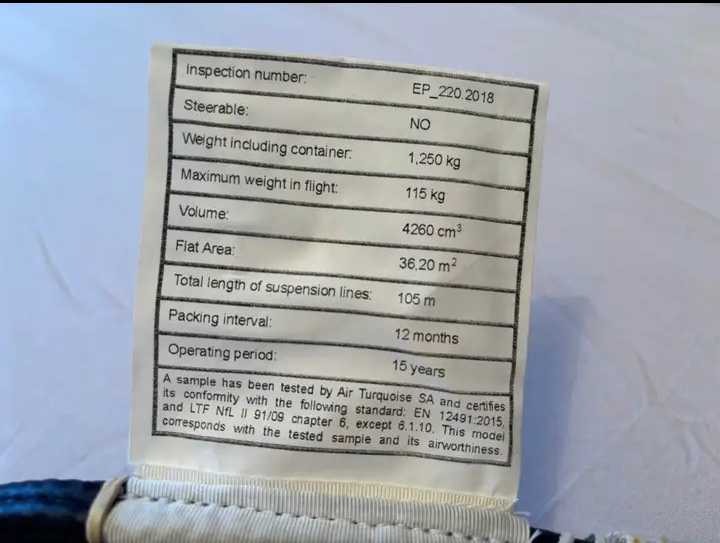 Inspection number: EP_220.2018
Steerable: NO
Weight including container: 1,250 kg
Maximum weight in flight: 115 kg
Volume: 4260 cm³
Flat Area: 36,20 m²
Total length of suspension lines: 105 m
Packing interval: 12 months
Operating period: 15 years
A sample has been tested by Air Turquoise SA and certifies
its conformity with the following standard: EN 12491:2015,
and LTF NfL II 91/09 chapter 6, except 6.1.10. This model
corresponds with the tested sample and its airworthiness.